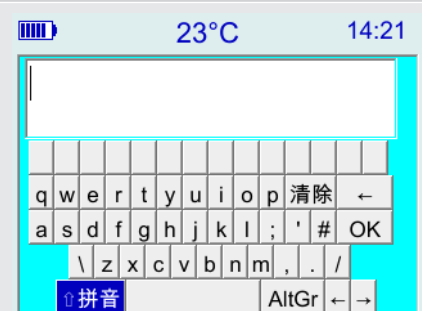 23°C 14:21
q w e r t y u i o p 清除 ←
a s d f g h j k l ; ' # OK
\ z x c v b n m , . /
⇧拼音 AltGr ← →